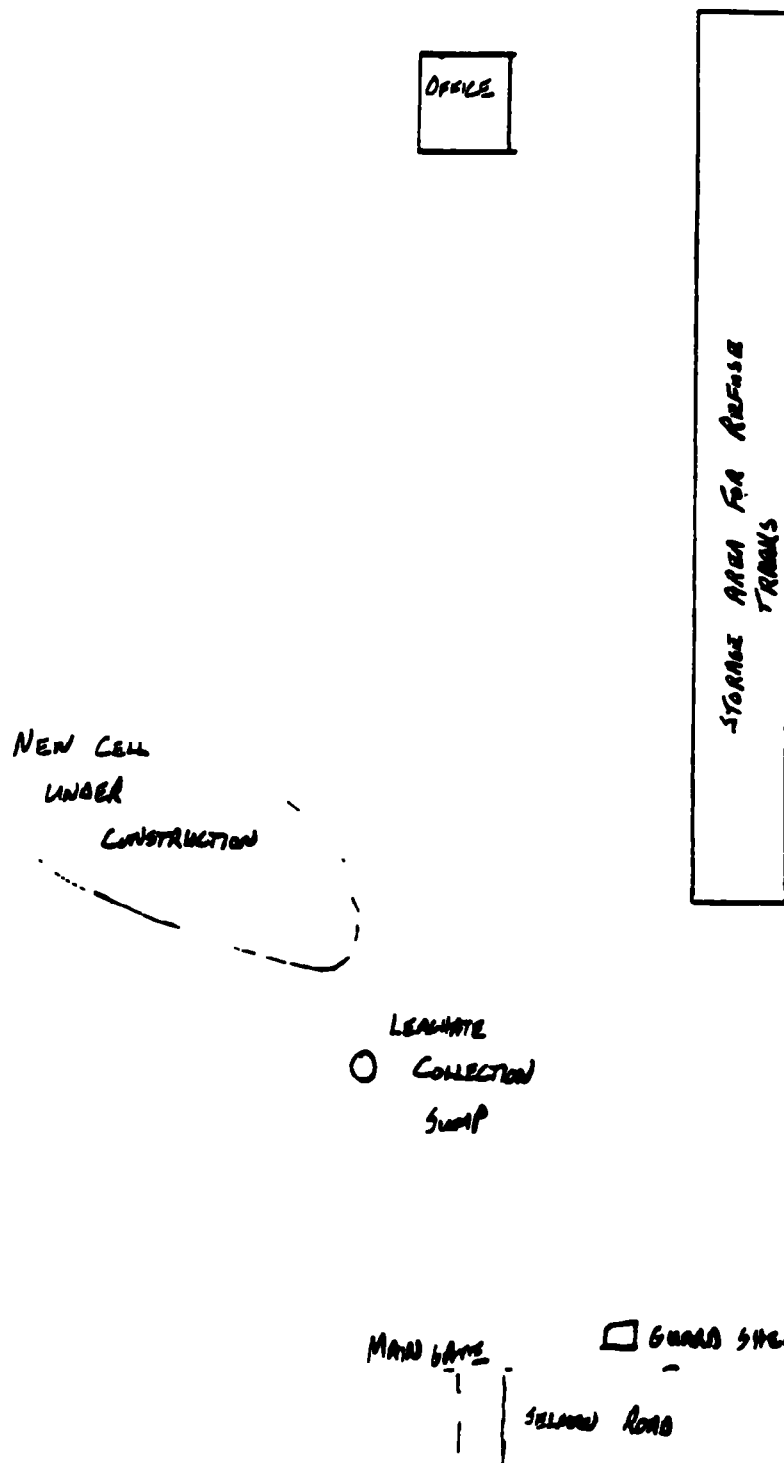 OFFICE
STORAGE AREA FOR REFUSE
TRUCKS
NEW CELL
UNDER
CONSTRUCTION
LEACHATE
COLLECTION
SUMP
MAIN GATE
GUARD SHE
ROAD